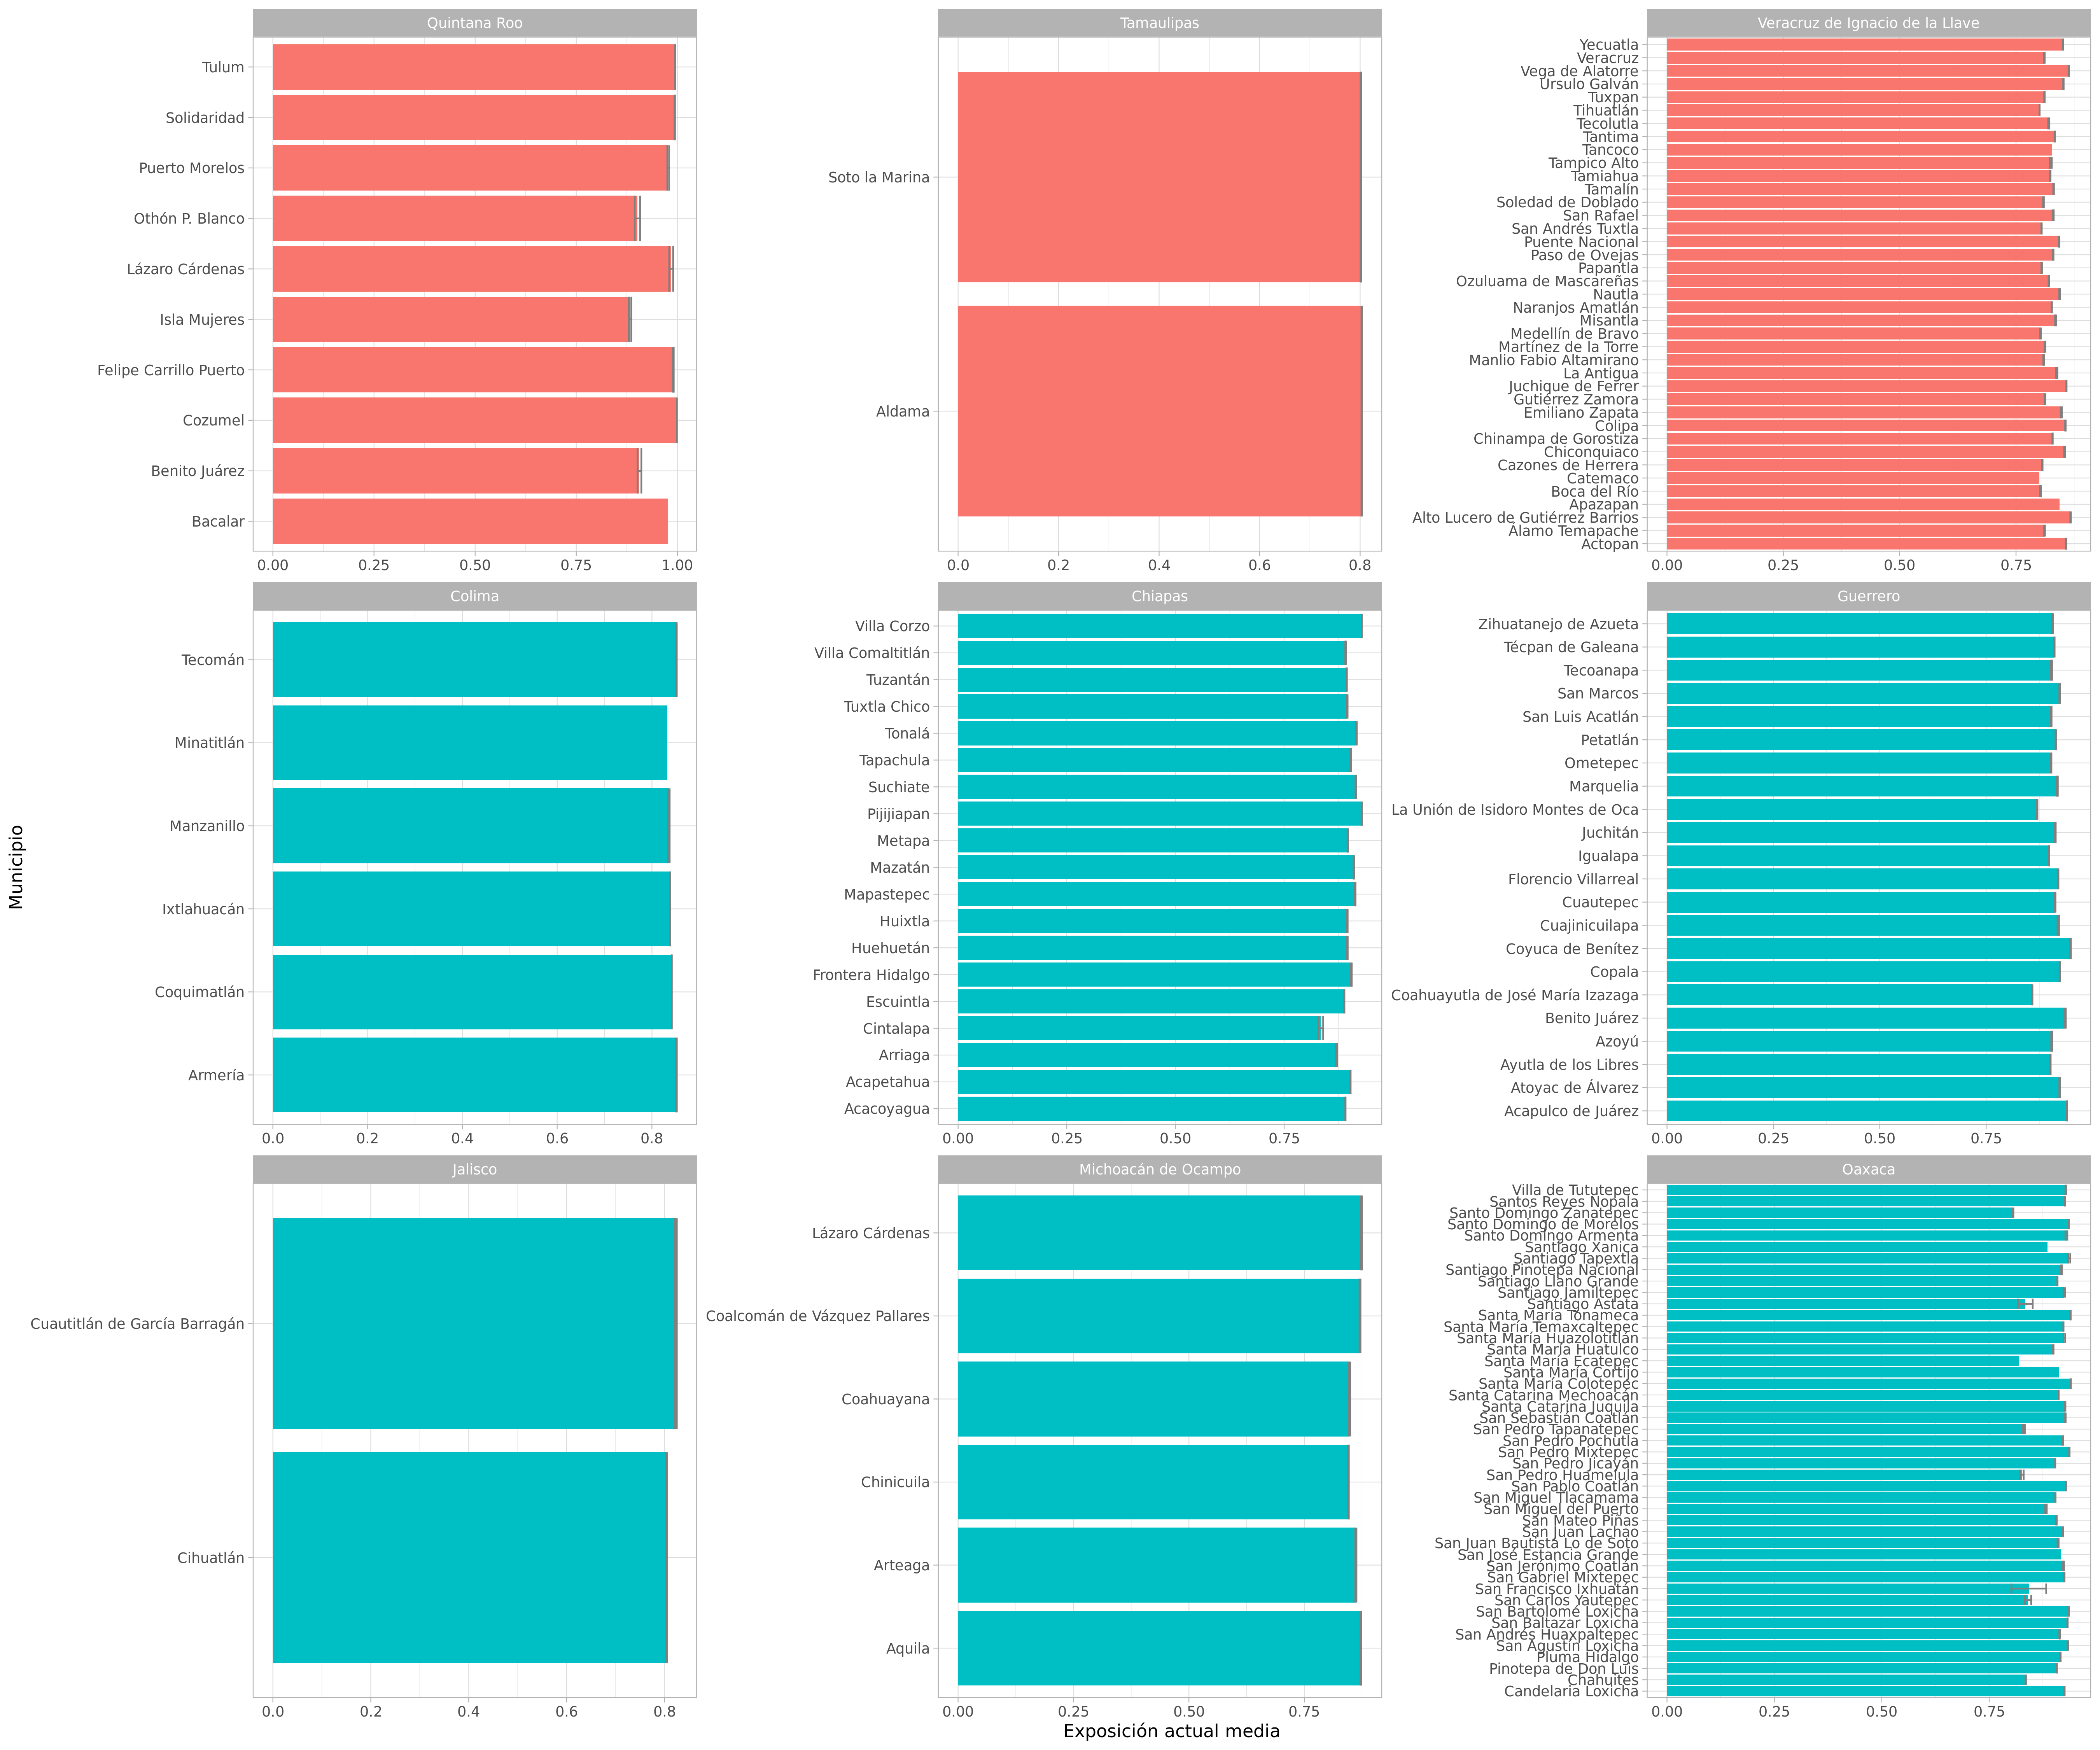 Quintana Roo
Tulum
Solidaridad
Puerto Morelos
Othón P. Blanco
Lázaro Cárdenas
Isla Mujeres
Felipe Carrillo Puerto
Cozumel
Benito Juárez
Bacalar
0.00 0.25 0.50 0.75 1.00
Tamaulipas
Soto la Marina
Aldama
0.0 0.2 0.4 0.6 0.8
Veracruz de Ignacio de la Llave
Yecuatla
Veracruz
Vega de Alatorre
Úrsulo Galván
Tuxpan
Tihuatlán
Tecolutla
Tantima
Tancoco
Tampico Alto
Tamiahua
Tamalín
Soledad de Doblado
San Rafael
San Andrés Tuxtla
Puente Nacional
Paso de Ovejas
Papantla
Ozuluama de Mascareñas
Nautla
Naranjos Amatlán
Misantla
Medellín de Bravo
Martínez de la Torre
Manlio Fabio Altamirano
La Antigua
Juchique de Ferrer
Gutiérrez Zamora
Emiliano Zapata
Colipa
Chinampa de Gorostiza
Chiconquiaco
Cazones de Herrera
Catemaco
Boca del Río
Apazapan
Alto Lucero de Gutiérrez Barrios
Álamo Temapache
Actopan
0.00 0.25 0.50 0.75
Municipio
Colima
Tecomán
Minatitlán
Manzanillo
Ixtlahuacán
Coquimatlán
Armería
0.0 0.2 0.4 0.6 0.8
Chiapas
Villa Corzo
Villa Comaltitlán
Tuzantán
Tuxtla Chico
Tonalá
Tapachula
Suchiate
Pijijiapan
Metapa
Mazatán
Mapastepec
Huixtla
Huehuetán
Frontera Hidalgo
Escuintla
Cintalapa
Arriaga
Acapetahua
Acacoyagua
0.00 0.25 0.50 0.75
Guerrero
Zihuatanejo de Azueta
Técpan de Galeana
Tecoanapa
San Marcos
San Luis Acatlán
Petatlán
Ometepec
Marquelia
La Unión de Isidoro Montes de Oca
Juchitán
Igualapa
Florencio Villarreal
Cuautepec
Cuajinicuilapa
Coyuca de Benítez
Copala
Coahuayutla de José María Izazaga
Benito Juárez
Azoyú
Ayutla de los Libres
Atoyac de Álvarez
Acapulco de Juárez
0.00 0.25 0.50 0.75
Jalisco
Cuautitlán de García Barragán
Cihuatlán
0.0 0.2 0.4 0.6 0.8
Michoacán de Ocampo
Lázaro Cárdenas
Coalcomán de Vázquez Pallares
Coahuayana
Chinicuila
Arteaga
Aquila
0.00 0.25 0.50 0.75
Oaxaca
Villa de Tututepec
Santos Reyes Nopala
Santo Domingo Zanatepec
Santo Domingo de Morelos
Santo Domingo Armenta
Santiago Xanica
Santiago Tapextla
Santiago Pinotepa Nacional
Santiago Llano Grande
Santiago Jamiltepec
Santiago Astata
Santa María Tonameca
Santa María Temaxcaltepec
Santa María Huazolotitlán
Santa María Huatulco
Santa María Ecatepec
Santa María Cortijo
Santa María Colotepec
Santa Catarina Mechoacán
Santa Catarina Juquila
San Sebastián Coatlán
San Pedro Tapanatepec
San Pedro Pochutla
San Pedro Mixtepec
San Pedro Jicayán
San Pedro Huamelula
San Pablo Coatlán
San Miguel Tlacamama
San Miguel del Puerto
San Mateo Piñas
San Juan Lachao
San Juan Bautista Lo de Soto
San José Estancia Grande
San Jerónimo Coatlán
San Gabriel Mixtepec
San Francisco Ixhuatán
San Carlos Yautepec
San Bartolomé Loxicha
San Baltazar Loxicha
San Andrés Huaxpaltepec
San Agustín Loxicha
Pluma Hidalgo
Pinotepa de Don Luis
Chahuites
Candelaria Loxicha
0.00 0.25 0.50 0.75
Exposición actual media